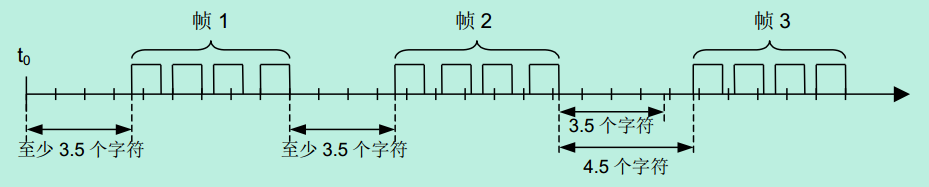 帧 1
帧 2
帧 3
t0
3.5 个字符
至少 3.5 个字符
至少 3.5 个字符
4.5 个字符